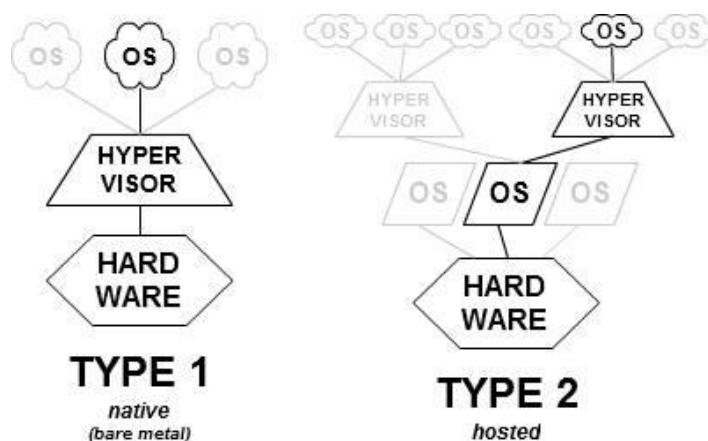 OS OS OS
HYPER
VISOR
HARD
WARE
TYPE 1
native
(bare metal)
OS OS OS OS OS OS
HYPER
VISOR
HYPER
VISOR
OS OS OS
HARD
WARE
TYPE 2
hosted